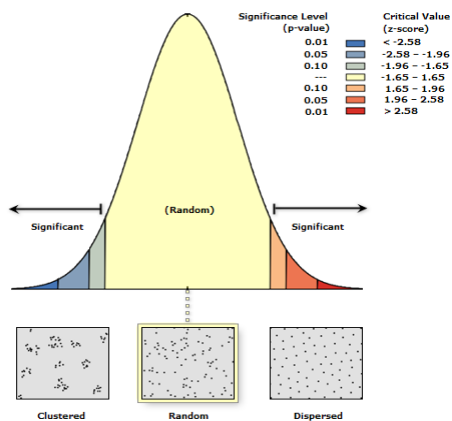 Significance Level
(p-value)
Critical Value
(z-score)
0.01 < -2.58
0.05 -2.58 – -1.96
0.10 -1.96 – -1.65
--- -1.65 – 1.65
0.10 1.65 – 1.96
0.05 1.96 – 2.58
0.01 > 2.58
(Random)
Significant Significant
Clustered Random Dispersed